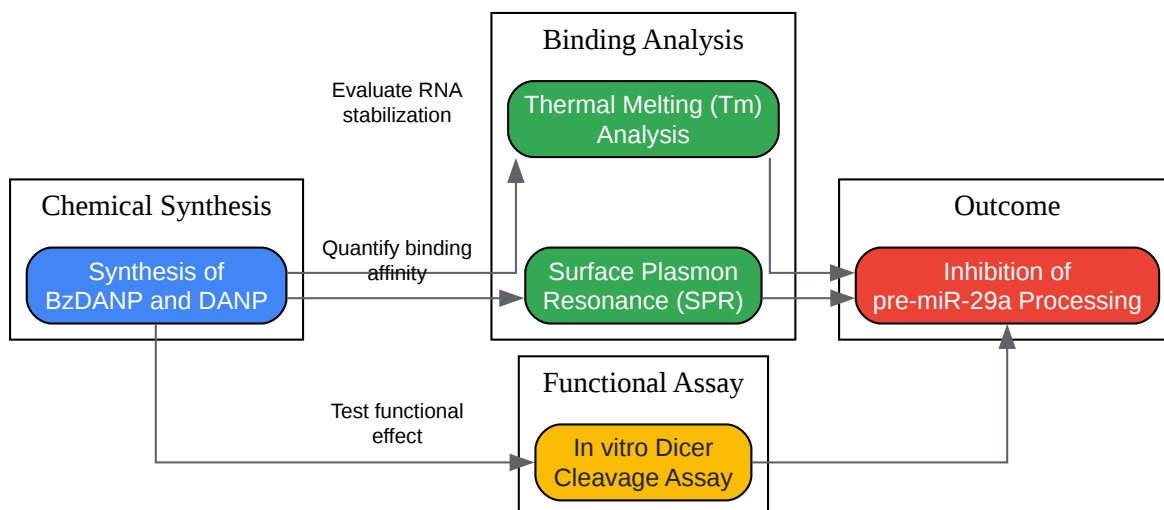 Binding Analysis
Evaluate RNA
stabilization
Thermal Melting (Tm)
Analysis
Chemical Synthesis
Synthesis of
BzDANP and DANP
Quantify binding
affinity
Surface Plasmon
Resonance (SPR)
Outcome
Inhibition of
pre-miR-29a Processing
Functional Assay
Test functional
effect
In vitro Dicer
Cleavage Assay